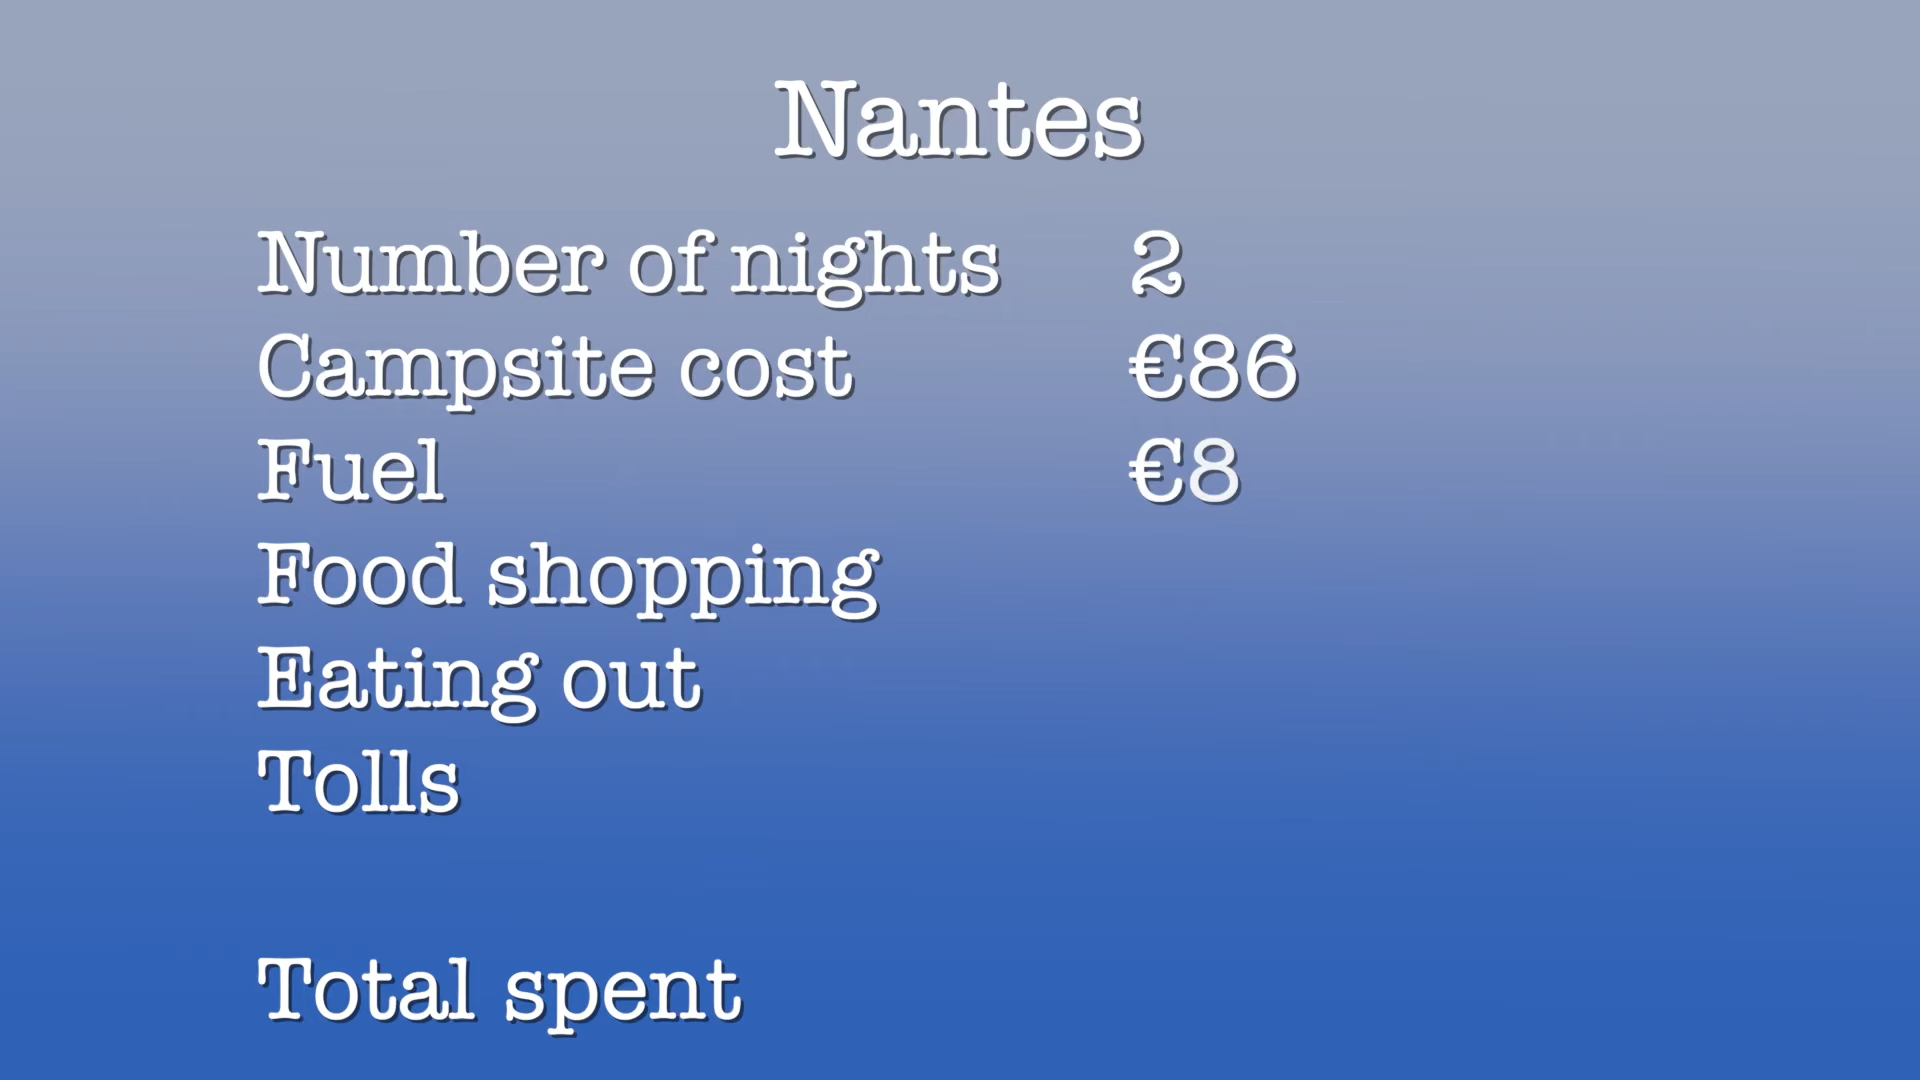 Nantes
Number of nights 2
Campsite cost €86
Fuel €8
Food shopping
Eating out
Tolls
Total spent